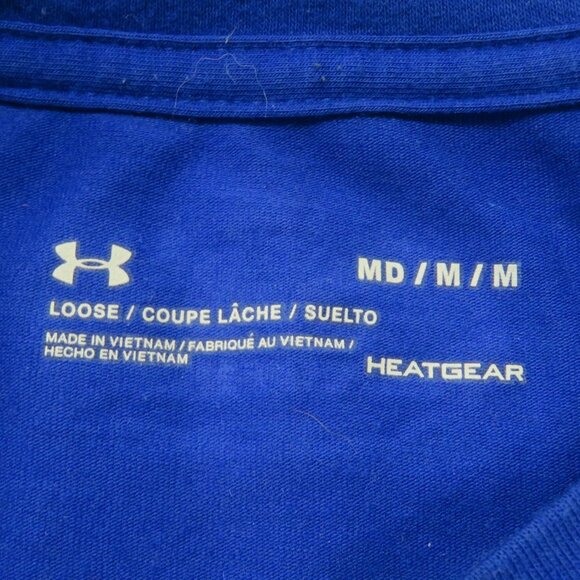 MD / M / M
LOOSE / COUPE LÂCHE / SUELTO
MADE IN VIETNAM / FABRIQUÉ AU VIETNAM /
HECHO EN VIETNAM
HEATGEAR